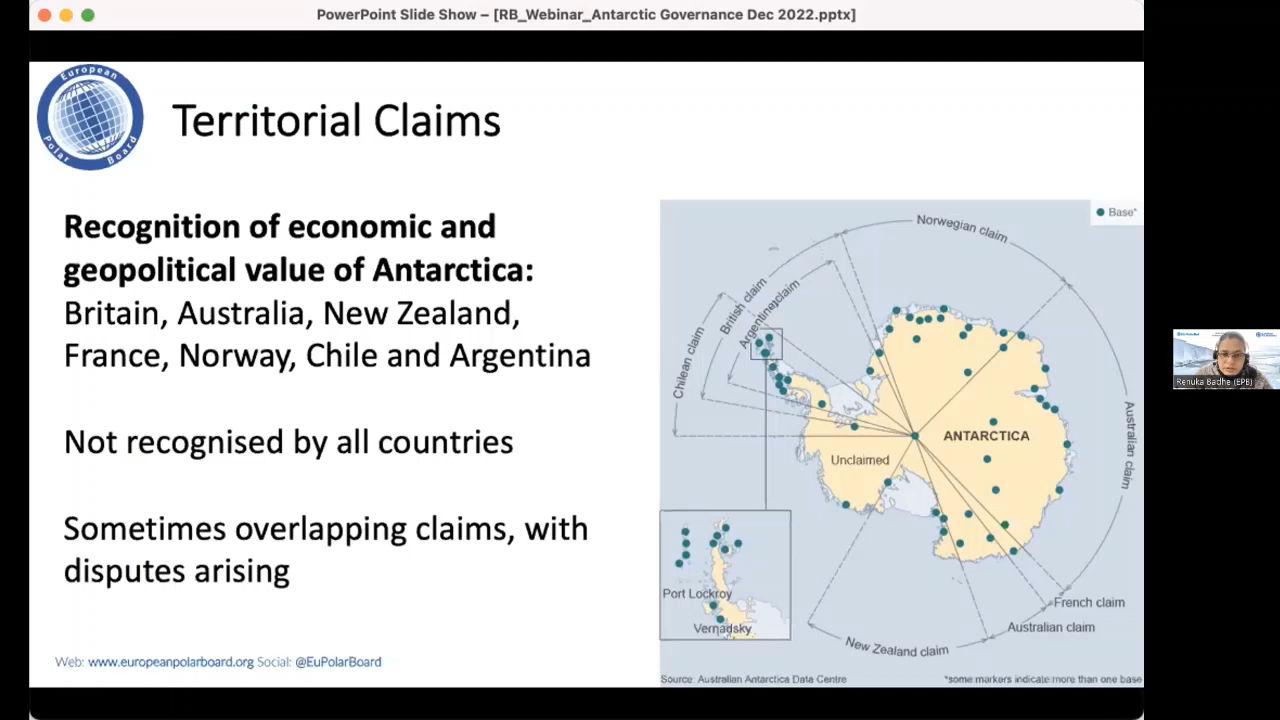 PowerPoint Slide Show – [RB_Webinar_Antarctic Governance Dec 2022.pptx]
European
Polar Board
Territorial Claims
Recognition of economic and
geopolitical value of Antarctica:
Britain, Australia, New Zealand,
France, Norway, Chile and Argentina
Not recognised by all countries
Sometimes overlapping claims, with
disputes arising
Web: www.europeanpolarboard.org Social: @EuPolarBoard
Base*
Norwegian claim
British claim
Argentine claim
Chilean claim
Australian claim
ANTARCTICA
Unclaimed
Port Lockroy
Vernadsky
French claim
Australian claim
New Zealand claim
Source: Australian Antarctica Data Centre
*some markers indicate more than one base
Renuka Badhe (EPB)